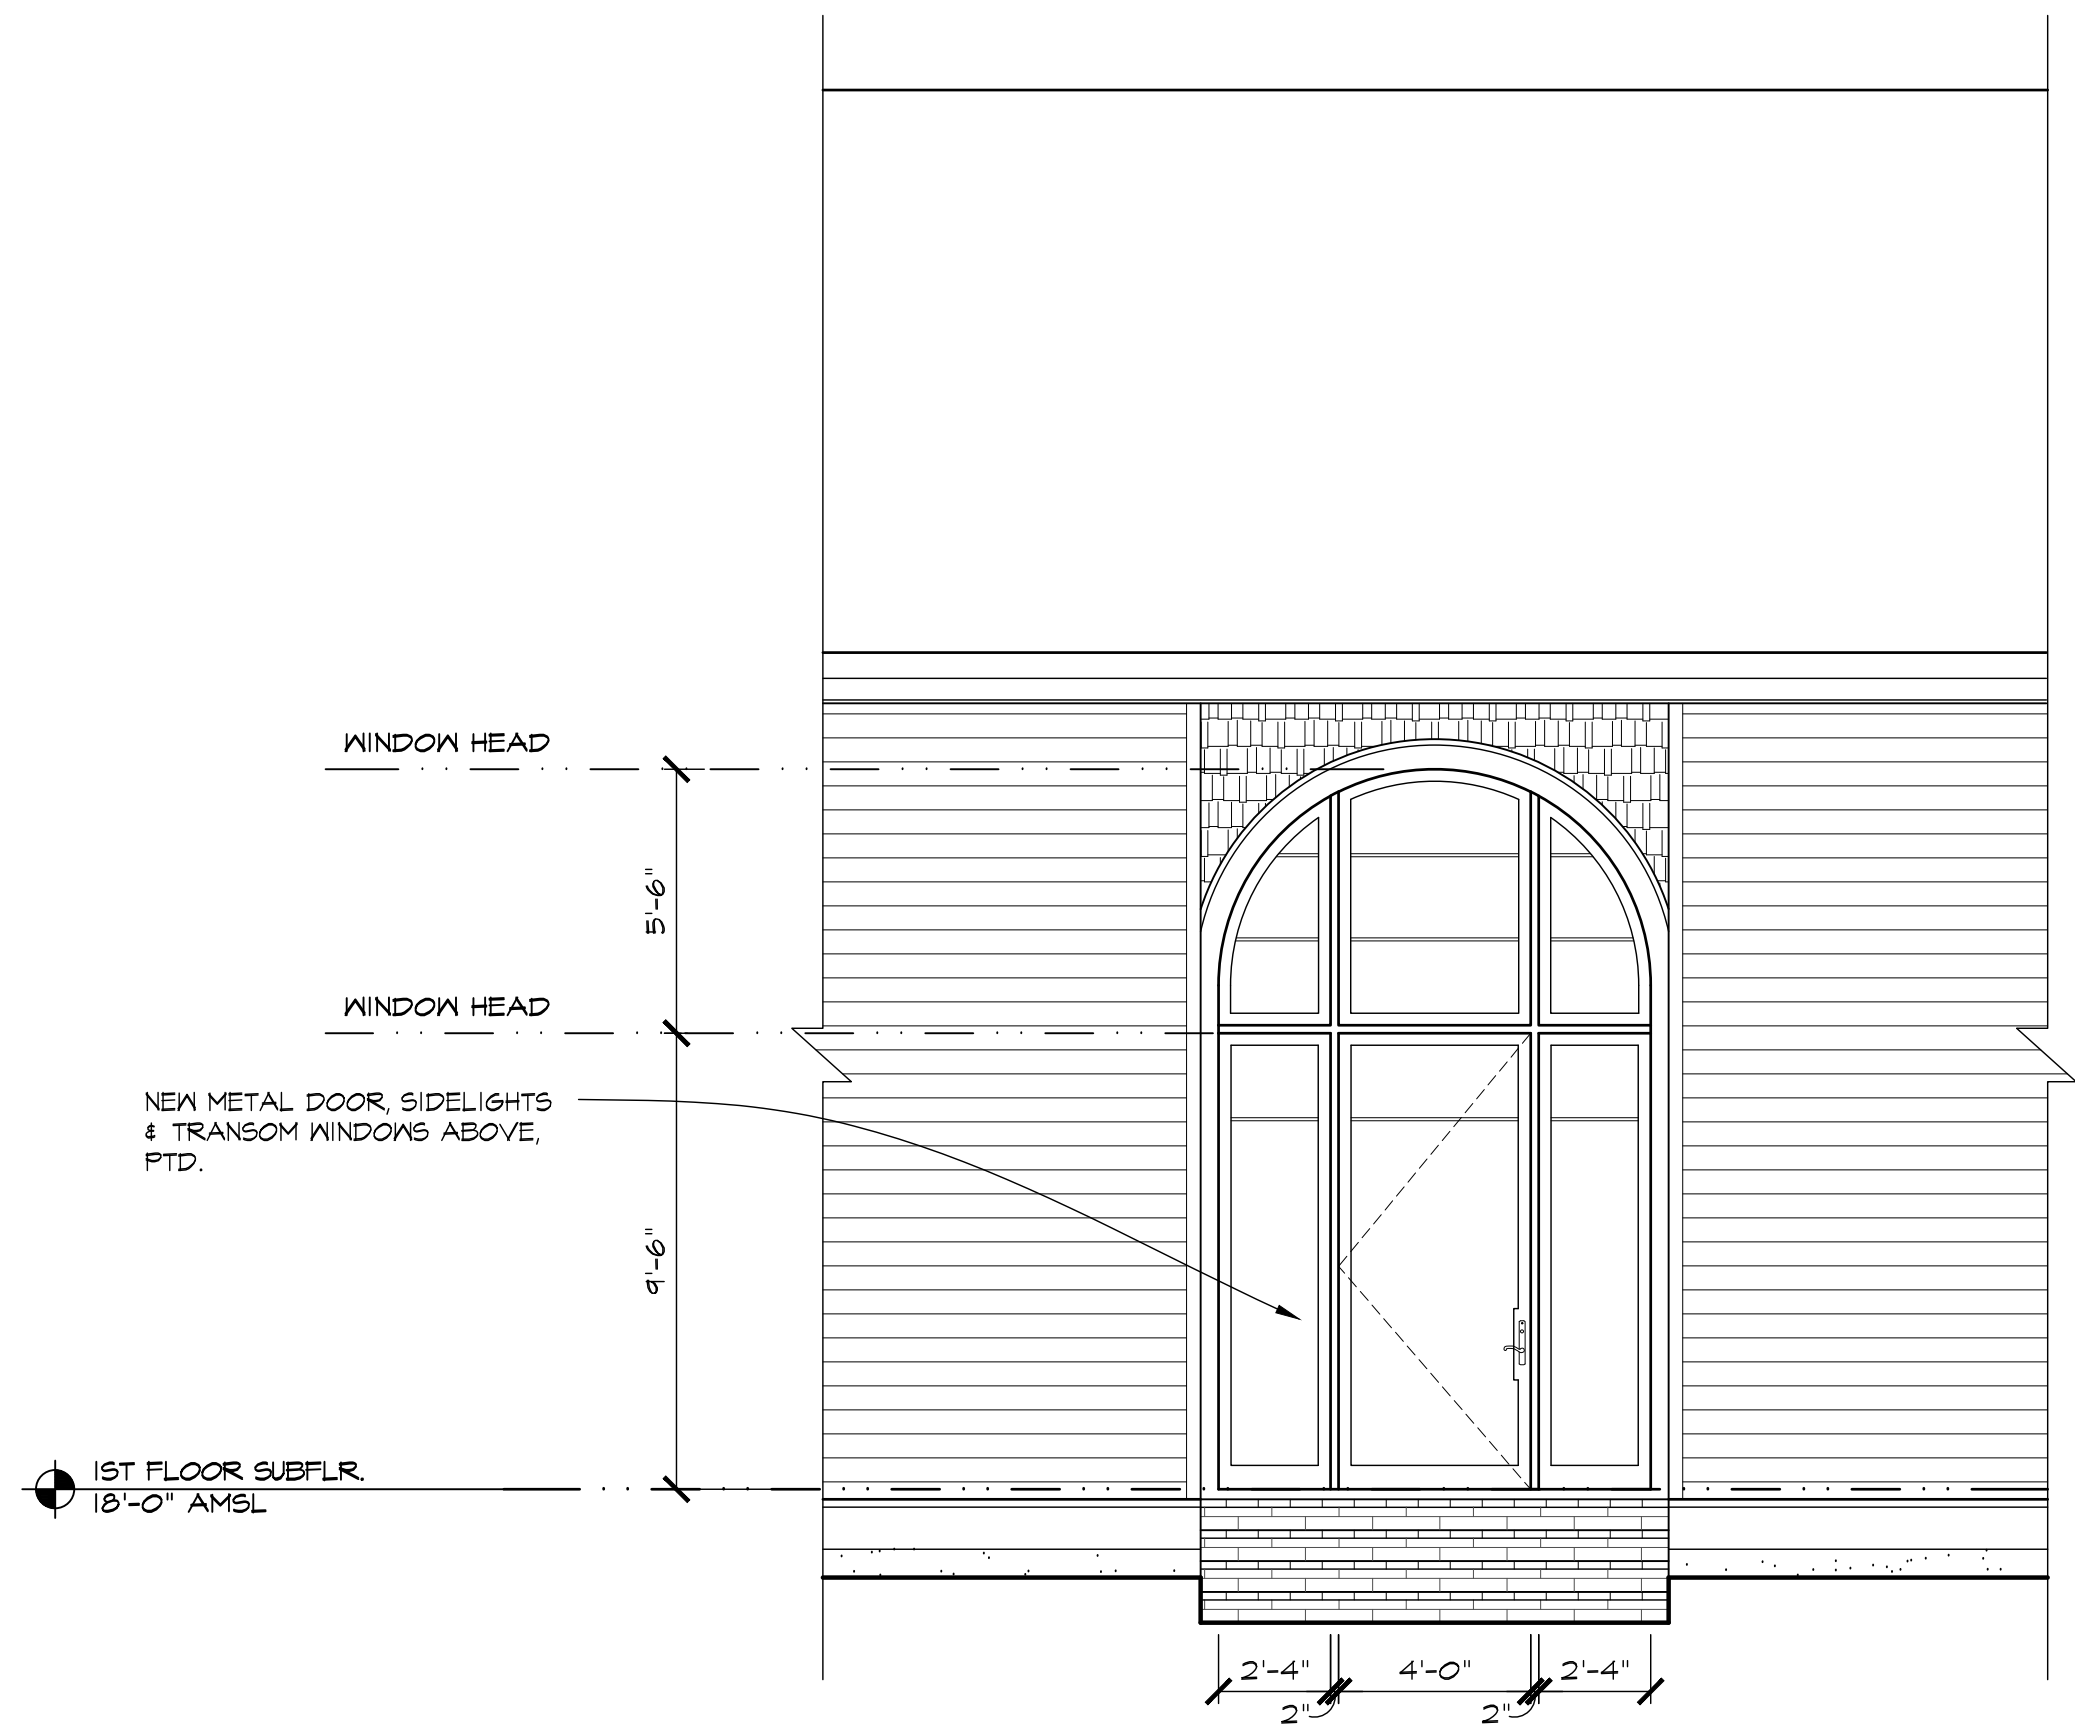 WINDOW HEAD
5'-6"
WINDOW HEAD
NEW METAL DOOR, SIDELIGHTS
& TRANSOM WINDOWS ABOVE,
PTD.
9'-6"
1ST FLOOR SUBFLR.
18'-0" AMSL
2'-4" 4'-0" 2'-4"
2" 2"